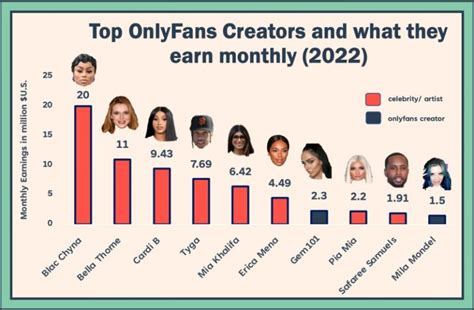 Top OnlyFans Creators and what they
earn monthly (2022)
Monthly Earnings in million $U.S.
25
20
15
10
5
0
celebrity/ artist
onlyfans creator
20
11
9.43
7.69
6.42
4.49
2.3
2.2
1.91
1.5
Blac Chyna
Bella Thome
Cardi B
Tyga
Mia Khalifa
Erica Mena
Gem101
Pia Mia
Safaree Samuels
Mila Mondel